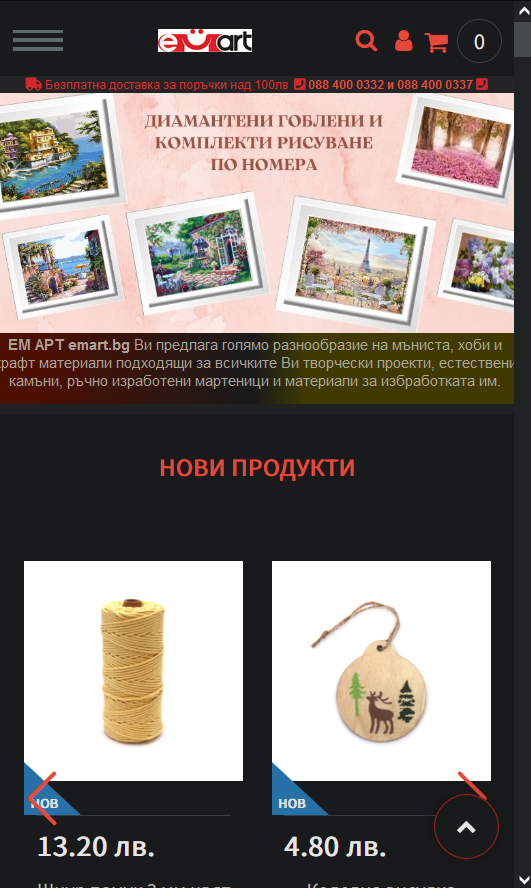 emart
0
Безплатна доставка за поръчки над 100лв 088 400 0332 и 088 400 0337
ДИАМАНТЕНИ ГОБЛЕНИ И
КОМПЛЕКТИ РИСУВАНЕ
ПО НОМЕРА
ЕМ АРТ emart.bg Ви предлага голямо разнообразие на мъниста, хоби и
крафт материали подходящи за всичките Ви творчески проекти, естествени
камъни, ръчно изработени мартеници и материали за избработката им.
НОВИ ПРОДУКТИ
НОВ
НОВ
13.20 лв.
4.80 лв.